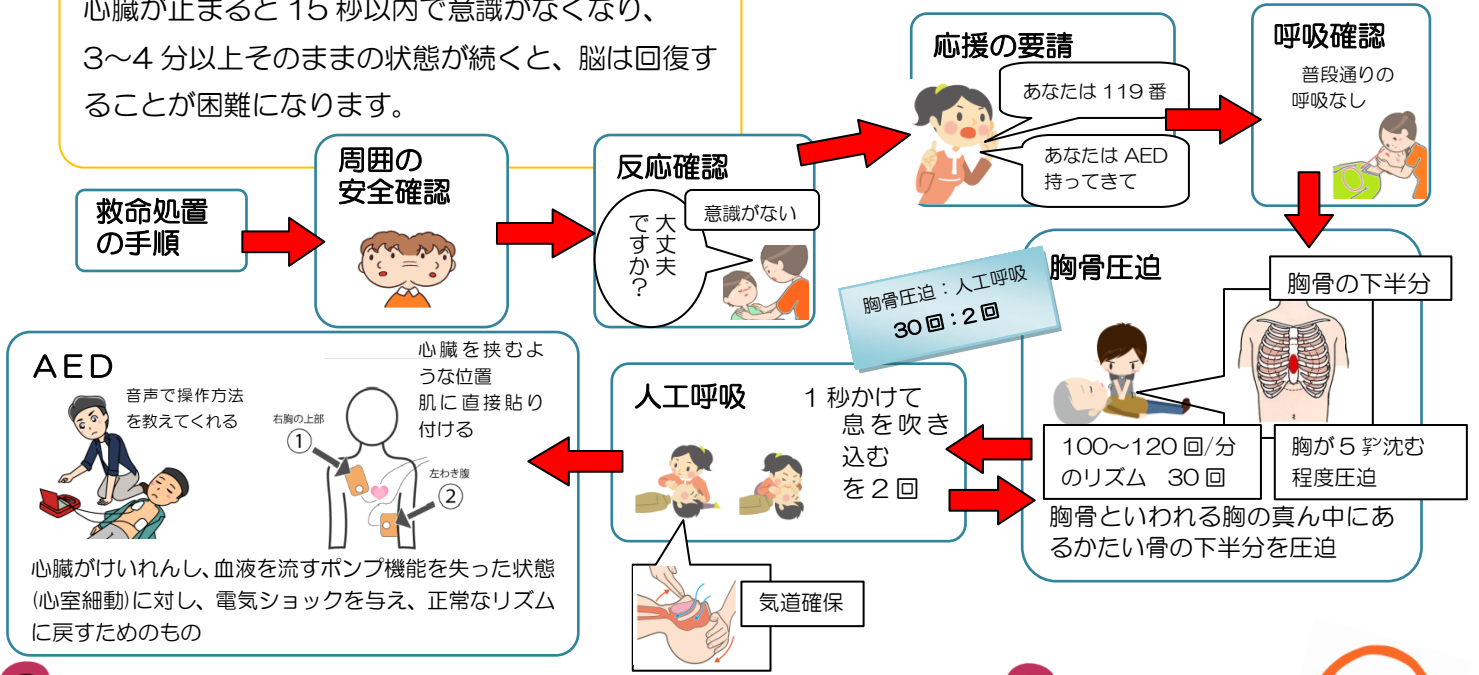 心臓が止まると 15 秒以内で意識がなくなり、
3～4 分以上そのままの状態が続くと、脳は回復す
ることが困難になります。
救命処置
の手順
周囲の
安全確認
反応確認
大丈夫
ですか？
意識がない
応援の要請
あなたは 119 番
あなたは AED
持ってきて
呼吸確認
普段通りの
呼吸なし
胸骨圧迫
胸骨の下半分
100～120 回/分
のリズム　30 回
胸が 5 ㌢沈む
程度圧迫
胸骨といわれる胸の真ん中にあ
るかたい骨の下半分を圧迫
胸骨圧迫：人工呼吸
30 回：2 回
人工呼吸
1 秒かけて
息を吹き
込む
を２回
気道確保
AED
音声で操作方法
を教えてくれる
右胸の上部
①
左わき腹
②
心臓を挟むよ
うな位置
肌に直接貼り
付ける
心臓がけいれんし、血液を流すポンプ機能を失った状態
(心室細動)に対し、電気ショックを与え、正常なリズム
に戻すためのもの